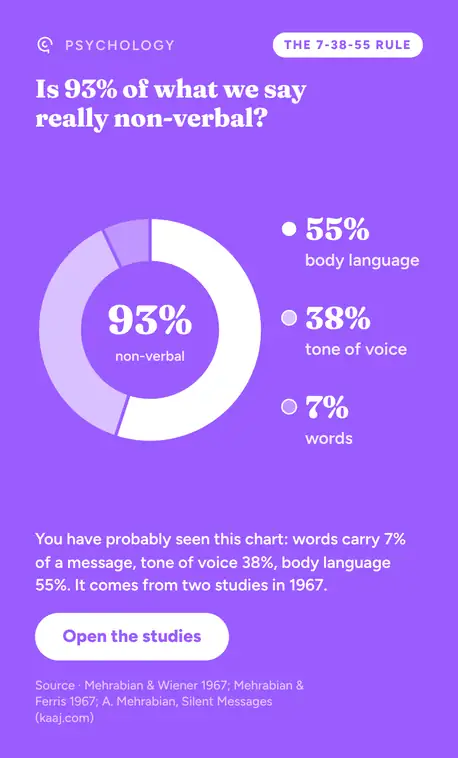 PSYCHOLOGY
THE 7-38-55 RULE
Is 93% of what we say
really non-verbal?
93%
non-verbal
55%
body language
38%
tone of voice
7%
words
You have probably seen this chart: words carry 7%
of a message, tone of voice 38%, body language
55%. It comes from two studies in 1967.
Open the studies
Source · Mehrabian & Wiener 1967; Mehrabian &
Ferris 1967; A. Mehrabian, Silent Messages
(kaaj.com)